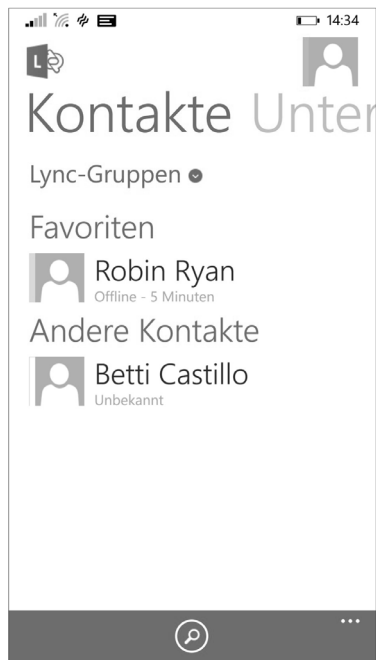 14:34
L
Kontakte Unter
Lync-Gruppen
Favoriten
Robin Ryan
Offline - 5 Minuten
Andere Kontakte
Betti Castillo
Unbekannt